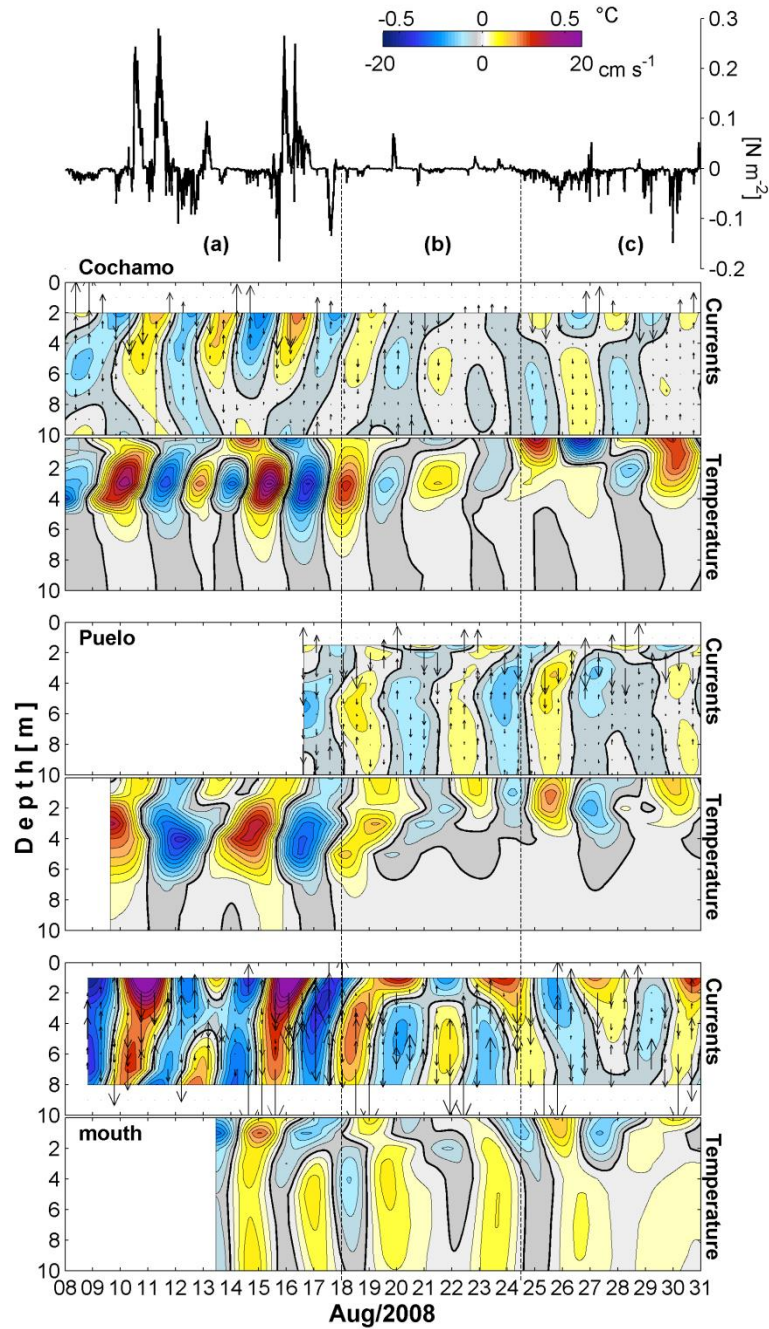 -0.5 0 0.5 °C
-20 0 20 cm s⁻¹
0.3
0.2
0.1
0
-0.1
-0.2
[N m⁻²]
(a) (b) (c)
Cochamo
0
2
4
6
8
10
Currents
0
2
4
6
8
10
Temperature
Puelo
0
2
4
6
8
10
Currents
2
4
6
8
10
Temperature
Depth [m]
0
2
4
6
8
10
Currents
mouth
2
4
6
8
10
Temperature
08 09 10 11 12 13 14 15 16 17 18 19 20 21 22 23 24 25 26 27 28 29 30 31
Aug/2008